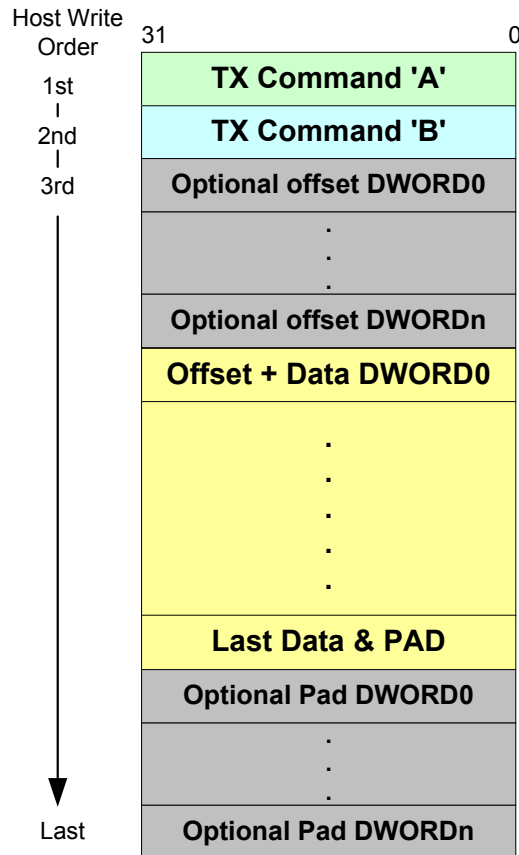 Host Write
Order
31
0
1st
TX Command 'A'
2nd
TX Command 'B'
3rd
Optional offset DWORD0
.
.
.
Optional offset DWORDn
Offset + Data DWORD0
.
.
.
.
.
Last Data & PAD
Optional Pad DWORD0
.
.
.
Last
Optional Pad DWORDn